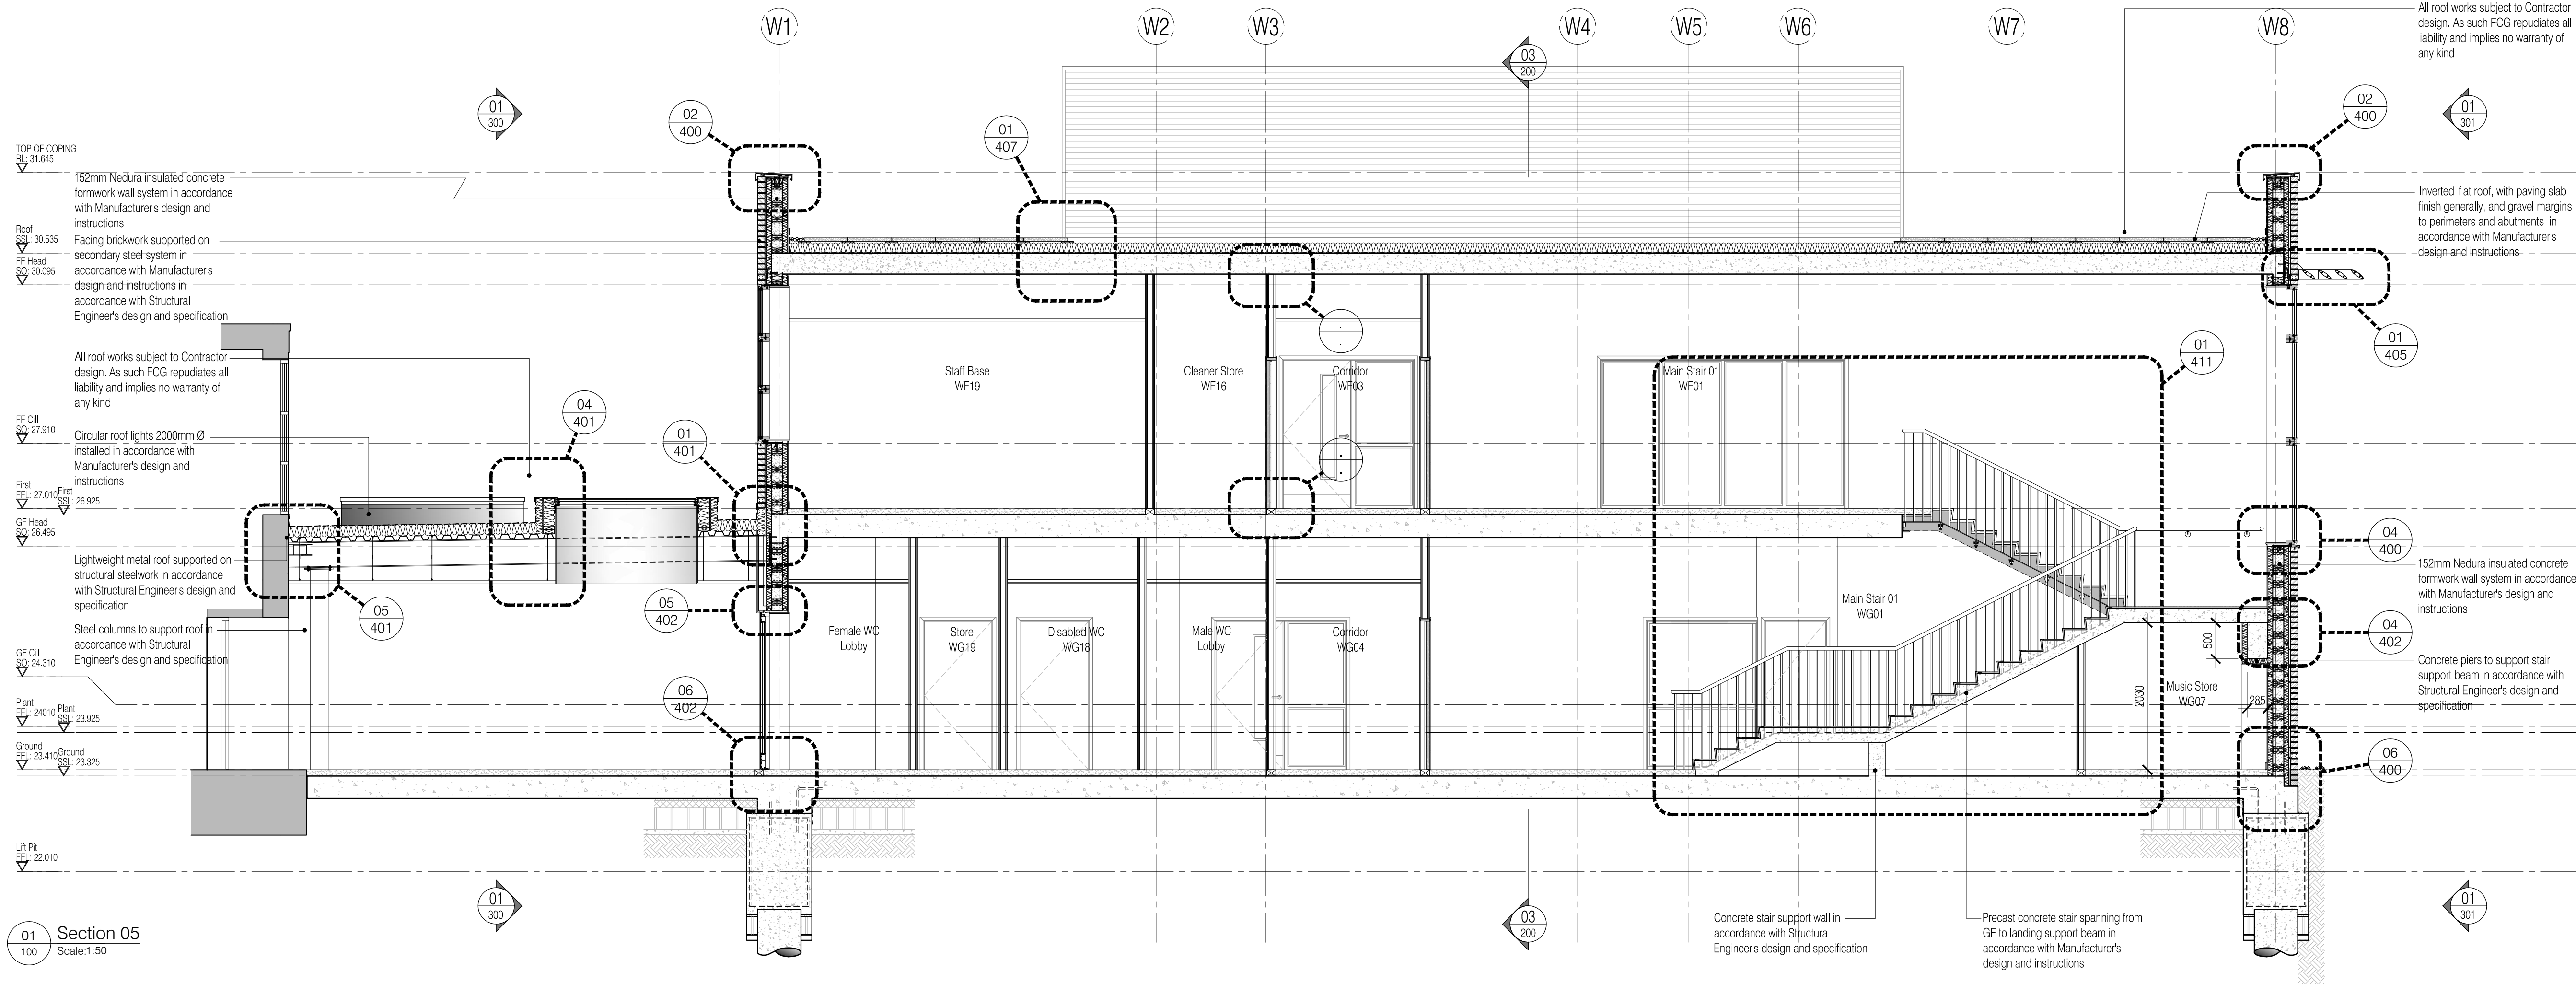 W1
W2
W3
W4
W5
W6
W7
W8
All roof works subject to Contractor
design. As such FCG repudiates all
liability and implies no warranty of
any kind
03
200
01
300
02
400
01
407
02
400
01
301
TOP OF COPING
RL: 31.645
152mm Nedura insulated concrete
formwork wall system in accordance
with Manufacturer's design and
instructions
'Inverted' flat roof, with paving slab
finish generally, and gravel margins
to perimeters and abutments in
accordance with Manufacturer's
design and instructions
Roof
SSL: 30.535
FF Head
SO: 30.095
Facing brickwork supported on
secondary steel system in
accordance with Manufacturer's
design and instructions in
accordance with Structural
Engineer's design and specification
01
405
All roof works subject to Contractor
design. As such FCG repudiates all
liability and implies no warranty of
any kind
Staff Base
WF19
Cleaner Store
WF16
Corridor
WF03
Main Stair 01
WF01
01
411
04
401
01
401
FF Cill
SO: 27.910
Circular roof lights 2000mm Ø
installed in accordance with
Manufacturer's design and
instructions
First
FFL: 27.010
First
SSL: 26.925
GF Head
SO: 26.495
04
400
Lightweight metal roof supported on
structural steelwork in accordance
with Structural Engineer's design and
specification
152mm Nedura insulated concrete
formwork wall system in accordance
with Manufacturer's design and
instructions
05
401
05
402
Steel columns to support roof in
accordance with Structural
Engineer's design and specification
Female WC
Lobby
Store
WG19
Disabled WC
WG18
Male WC
Lobby
Corridor
WG04
Main Stair 01
WG01
500
04
402
GF Cill
SO: 24.310
Concrete piers to support stair
support beam in accordance with
Structural Engineer's design and
specification
06
402
2030
Music Store
WG07
285
Plant
FFL: 24010
Plant
SSL: 23.925
Ground
FFL: 23.410
Ground
SSL: 23.325
06
400
Lift Pit
FFL: 22.010
01
300
03
200
01
301
Concrete stair support wall in
accordance with Structural
Engineer's design and specification
Precast concrete stair spanning from
GF to landing support beam in
accordance with Manufacturer's
design and instructions
01
100
Section 05
Scale:1:50